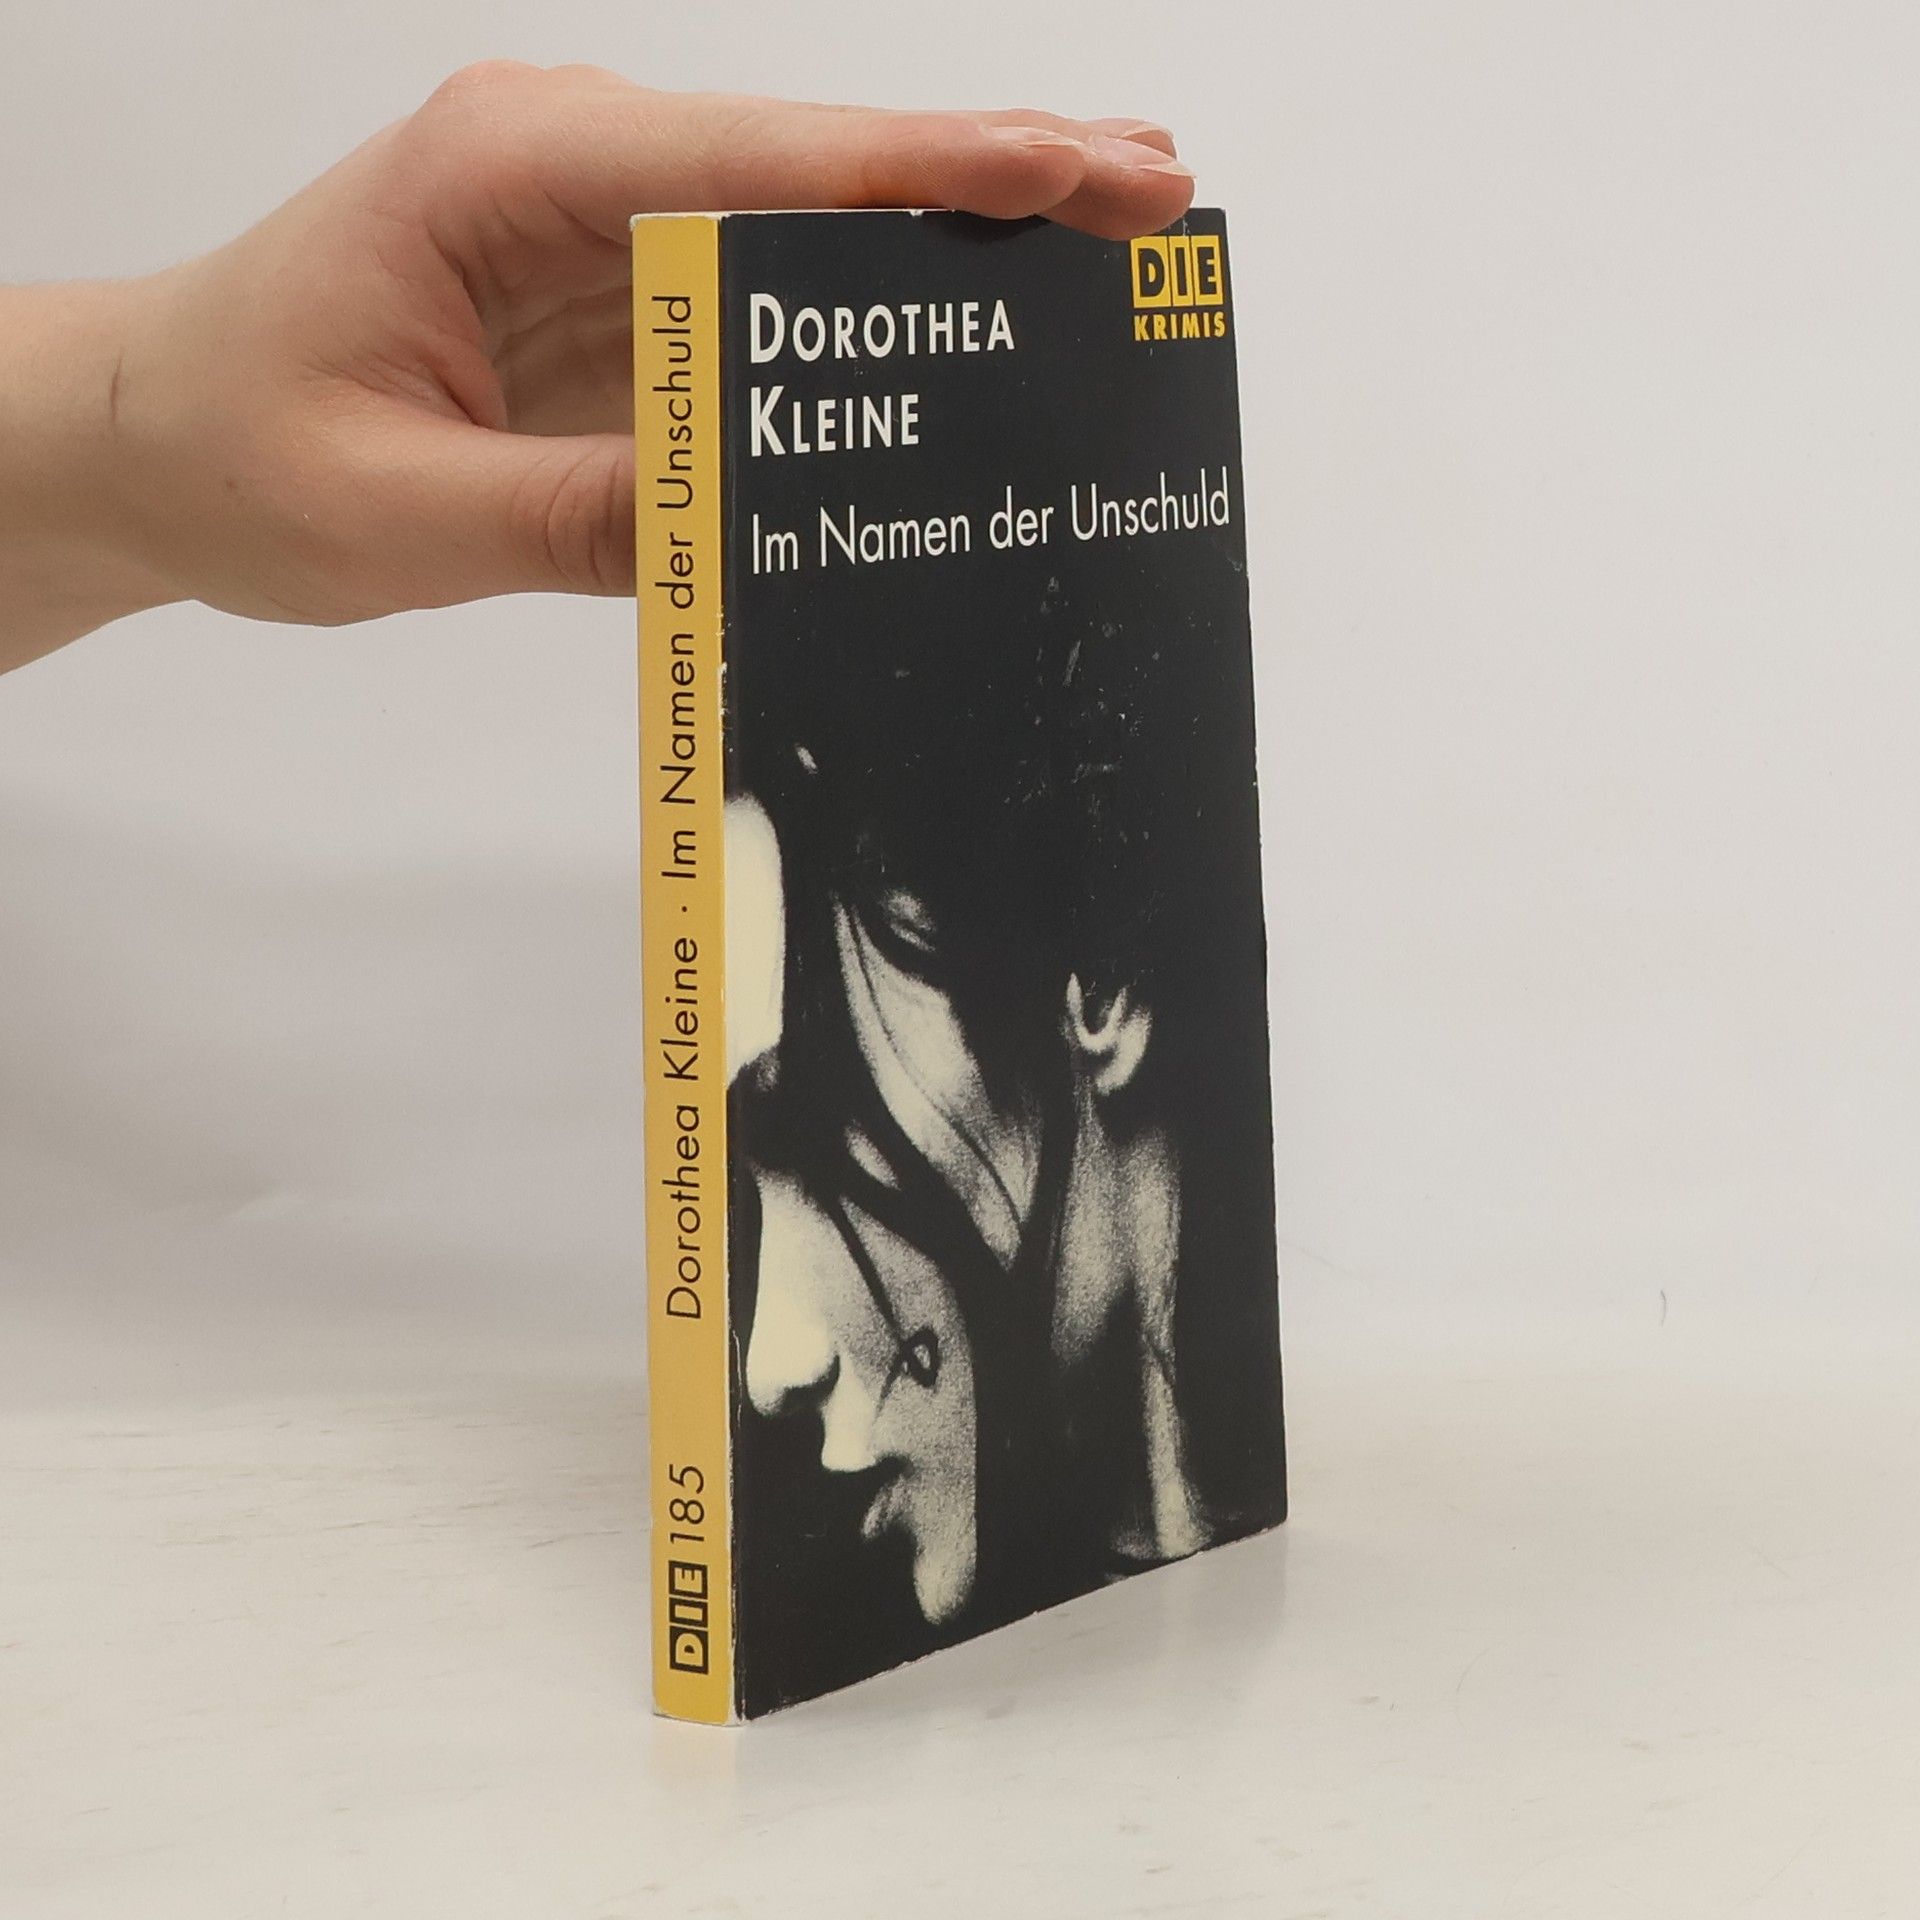 DIE
KRIMIS
DOROTHEA
KLEINE
Im Namen der Unschuld
DIE 185 Dorothea Kleine · Im Namen der Unschuld